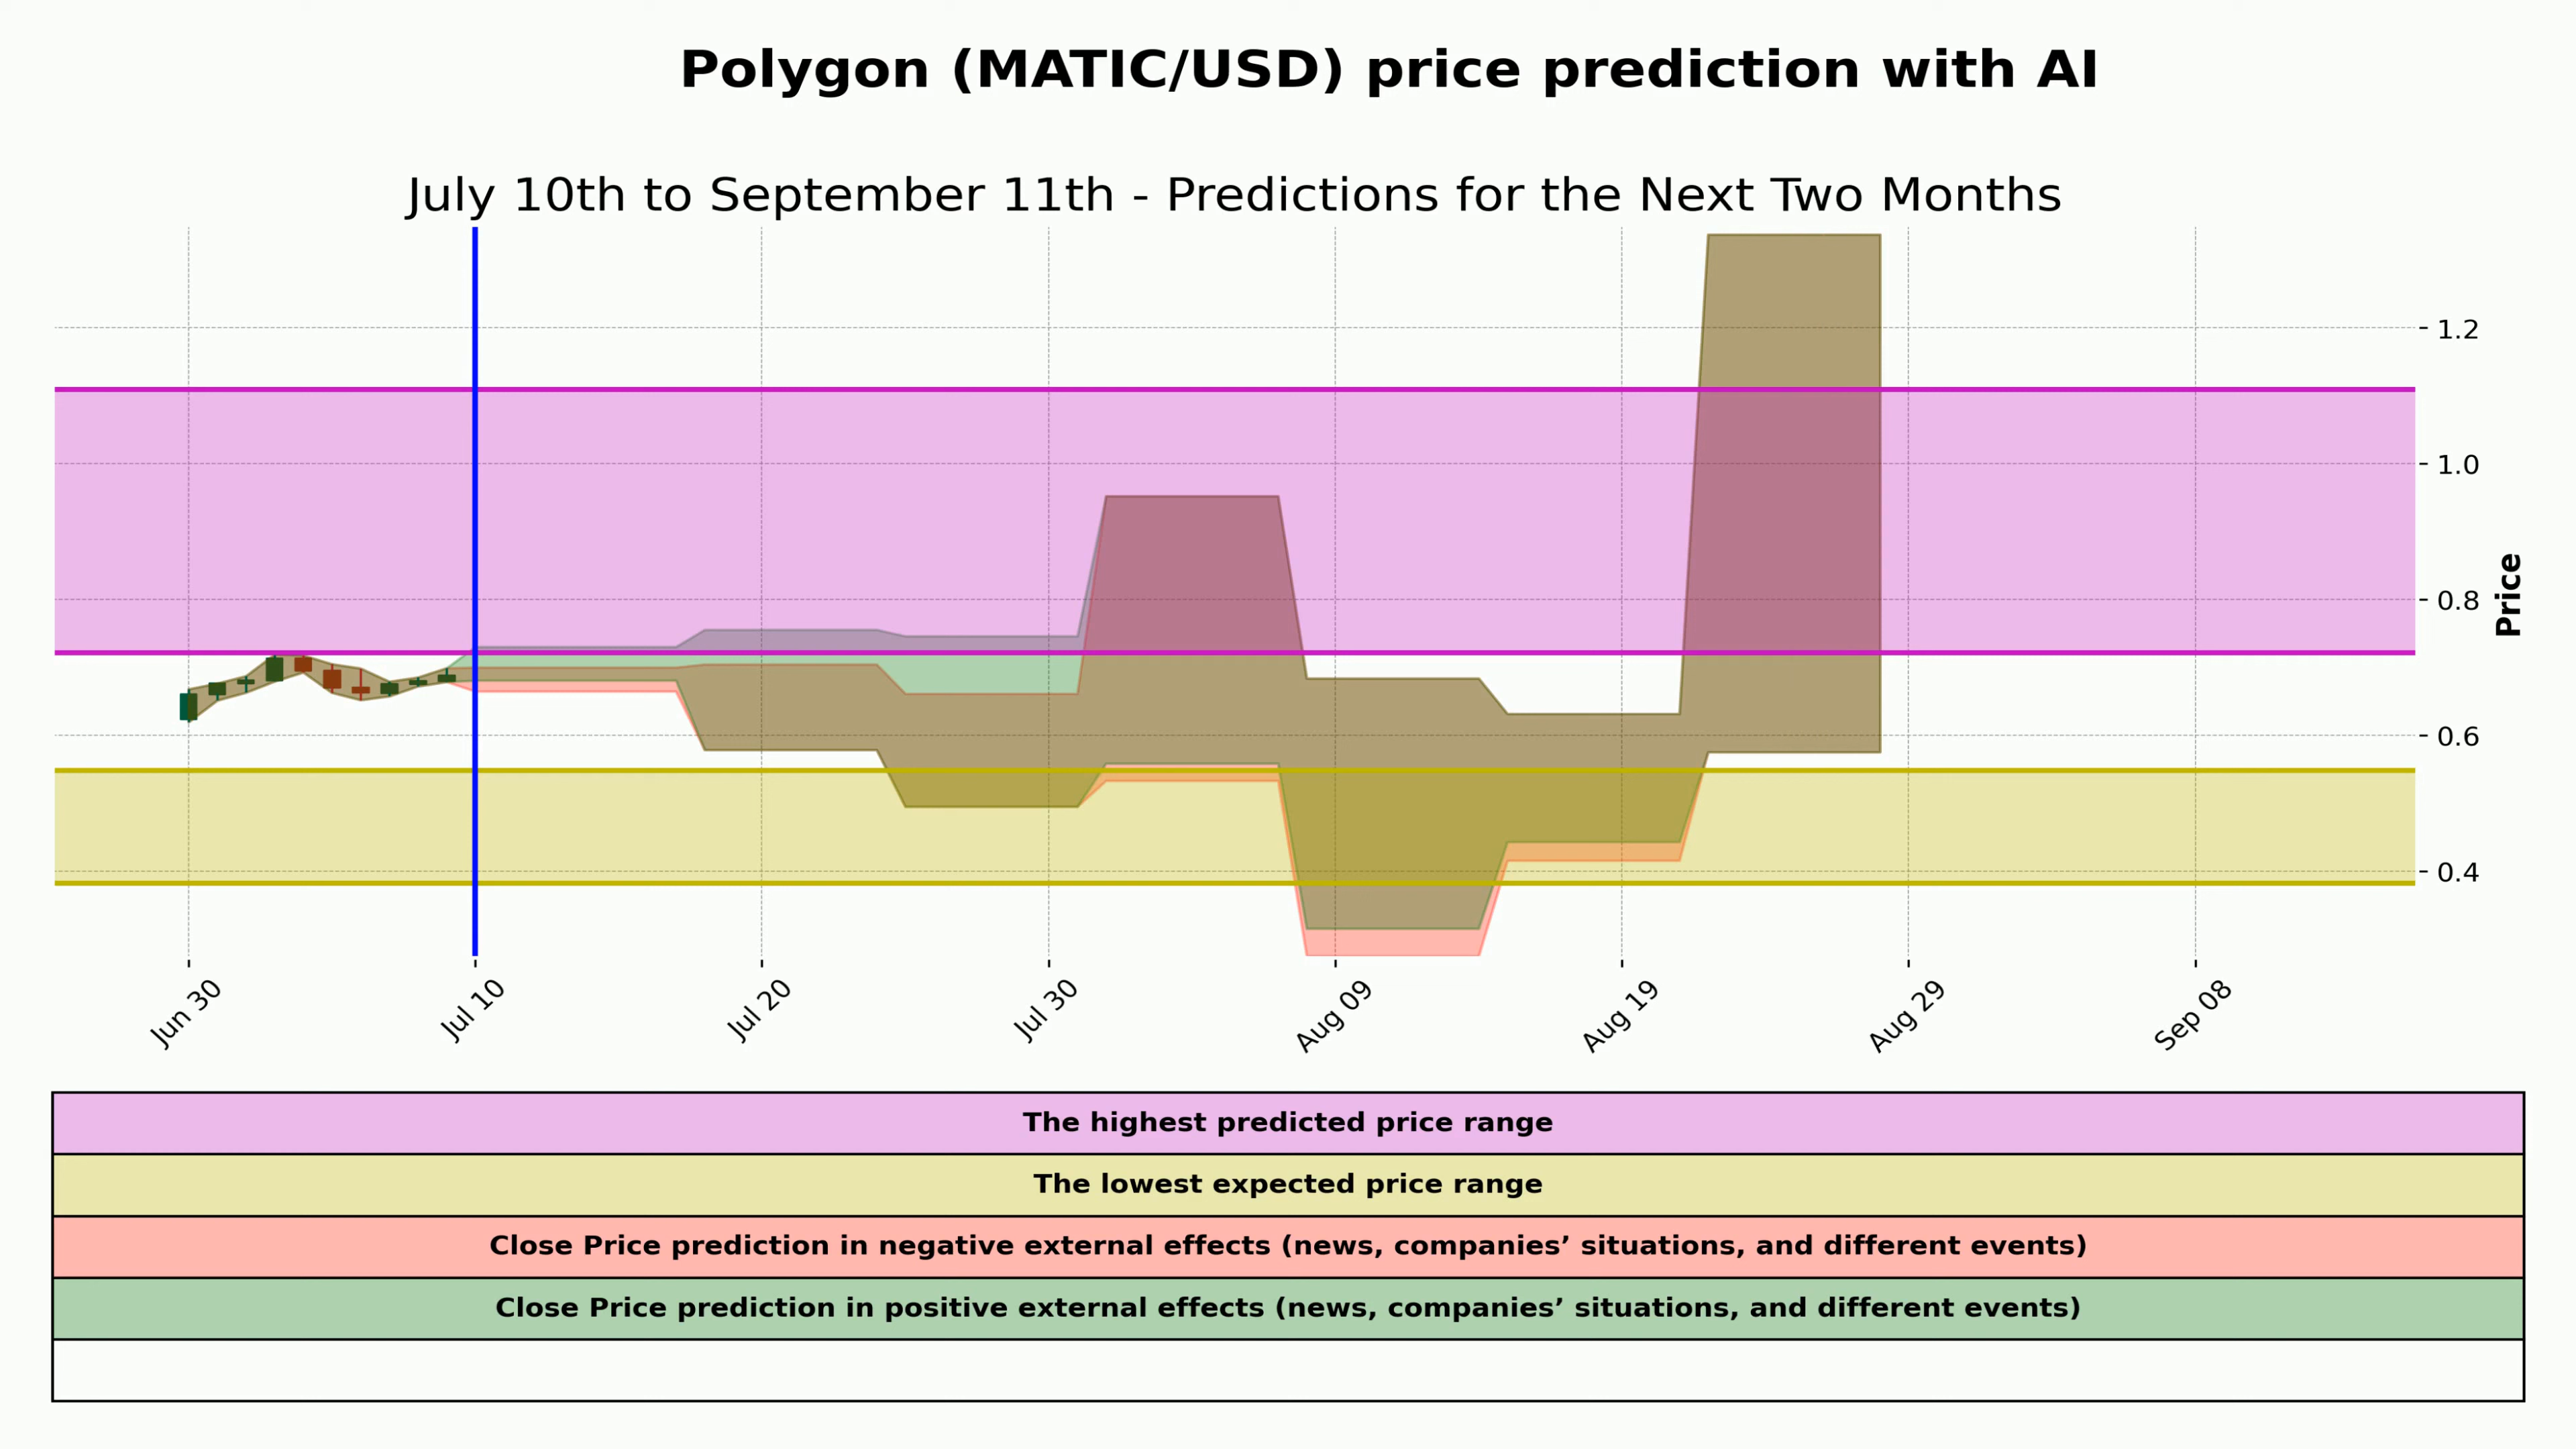 Polygon (MATIC/USD) price prediction with AI
July 10th to September 11th - Predictions for the Next Two Months
1.2
1.0
0.8
0.6
0.4
Price
Jun 30
Jul 10
Jul 20
Jul 30
Aug 09
Aug 19
Aug 29
Sep 08
The highest predicted price range
The lowest expected price range
Close Price prediction in negative external effects (news, companies’ situations, and different events)
Close Price prediction in positive external effects (news, companies’ situations, and different events)